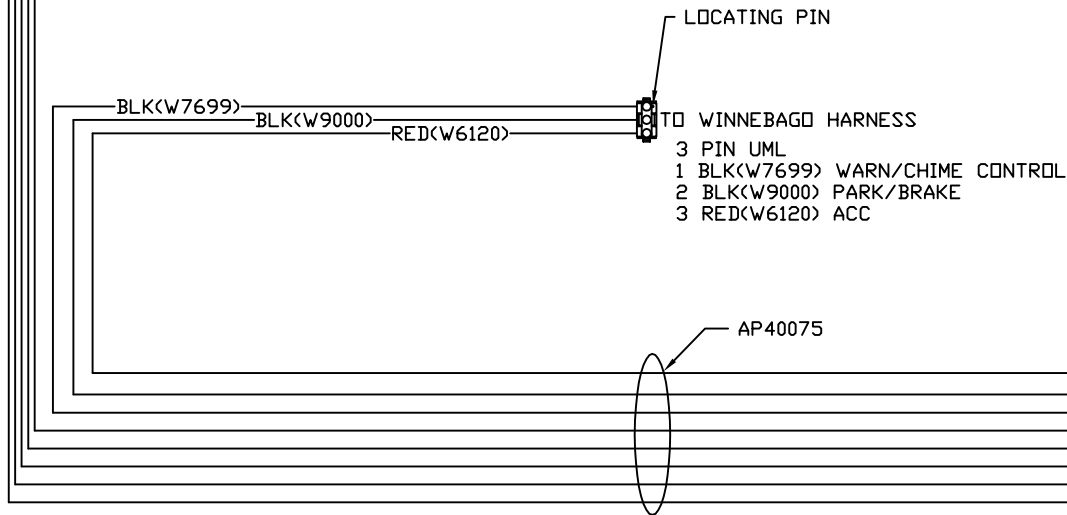 LOCATING PIN
BLK(W7699)
BLK(W9000)
RED(W6120)
TO WINNEBAGO HARNESS
3 PIN UML
1 BLK(W7699) WARN/CHIME CONTROL
2 BLK(W9000) PARK/BRAKE
3 RED(W6120) ACC
AP40075